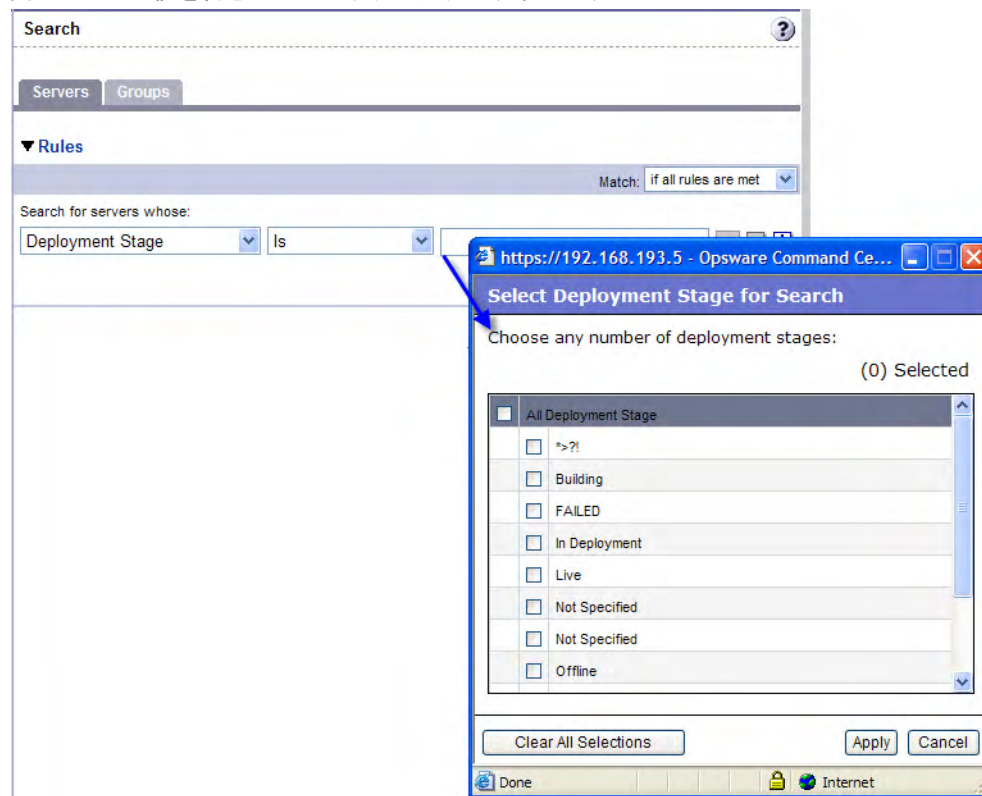 Search
?
Servers Groups
▼Rules
Match: if all rules are met
Search for servers whose:
Deployment Stage Is
https://192.168.193.5 - Opsware Command Ce...
Select Deployment Stage for Search
Choose any number of deployment stages:
(0) Selected
All Deployment Stage
*>?!
Building
FAILED
In Deployment
Live
Not Specified
Not Specified
Offline
Clear All Selections Apply Cancel
Done Internet